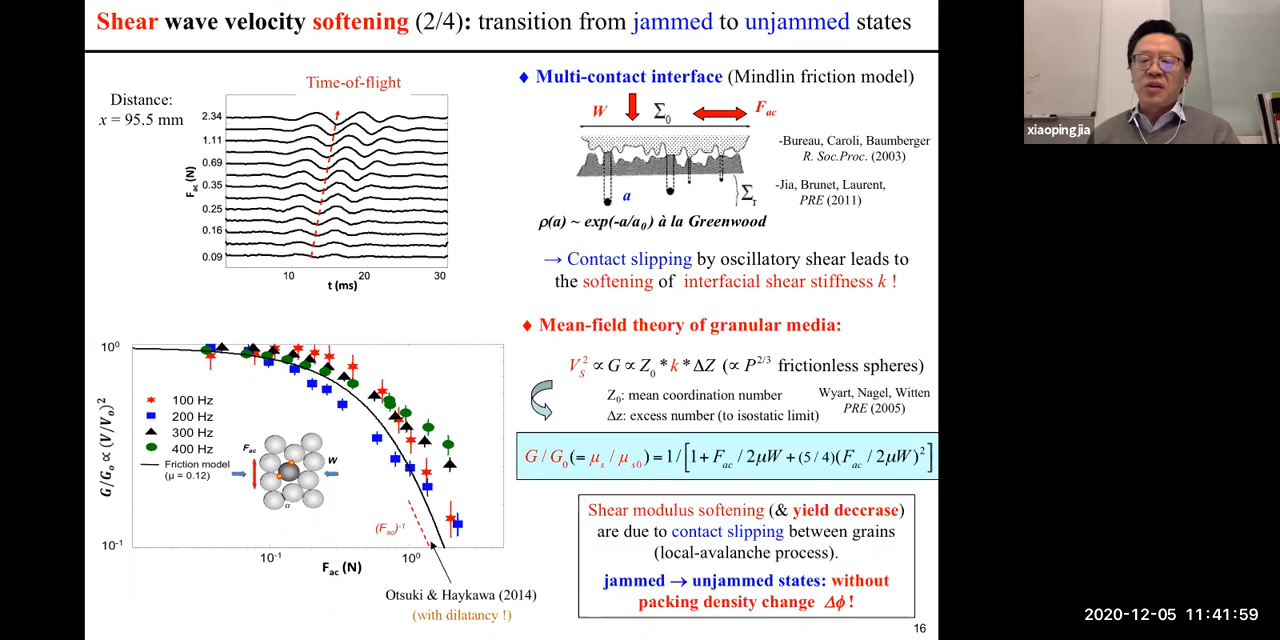 Shear wave velocity softening (2/4): transition from jammed to unjammed states
Distance:
x = 95.5 mm
Time-of-flight
2.34
1.11
0.69
0.35
0.25
0.16
0.09
F_ac (N)
10 20 30
t (ms)
♦ Multi-contact interface (Mindlin friction model)
W Σ₀ F_ac
-Bureau, Caroli, Baumberger
R. Soc.Proc. (2003)
-Jia, Brunet, Laurent,
PRE (2011)
a Σ_r
ρ(a) ~ exp(-a/a₀) à la Greenwood
→ Contact slipping by oscillatory shear leads to
the softening of interfacial shear stiffness k !
♦ Mean-field theory of granular media:
V_S² ∝ G ∝ Z₀ * k * ΔZ (∝ P^2/3 frictionless spheres)
Z₀: mean coordination number
Δz: excess number (to isostatic limit)
Wyart, Nagel, Witten
PRE (2005)
G / G₀ (= μ_s / μ_s0) = 1 / [1 + F_ac / 2μW + (5/4)(F_ac / 2μW)²]
Shear modulus softening (& yield deccrase)
are due to contact slipping between grains
(local-avalanche process).
jammed → unjammed states: without
packing density change Δϕ !
10⁰
10⁻¹
G/G₀ ∝ (V/V₀)²
100 Hz
200 Hz
300 Hz
400 Hz
Friction model
(μ = 0.12)
F_ac
W
a
(F_ac)⁻¹
10⁻¹ 10⁰
F_ac (N)
Otsuki & Haykawa (2014)
(with dilatancy !)
16
xiaoping jia
2020-12-05 11:41:59